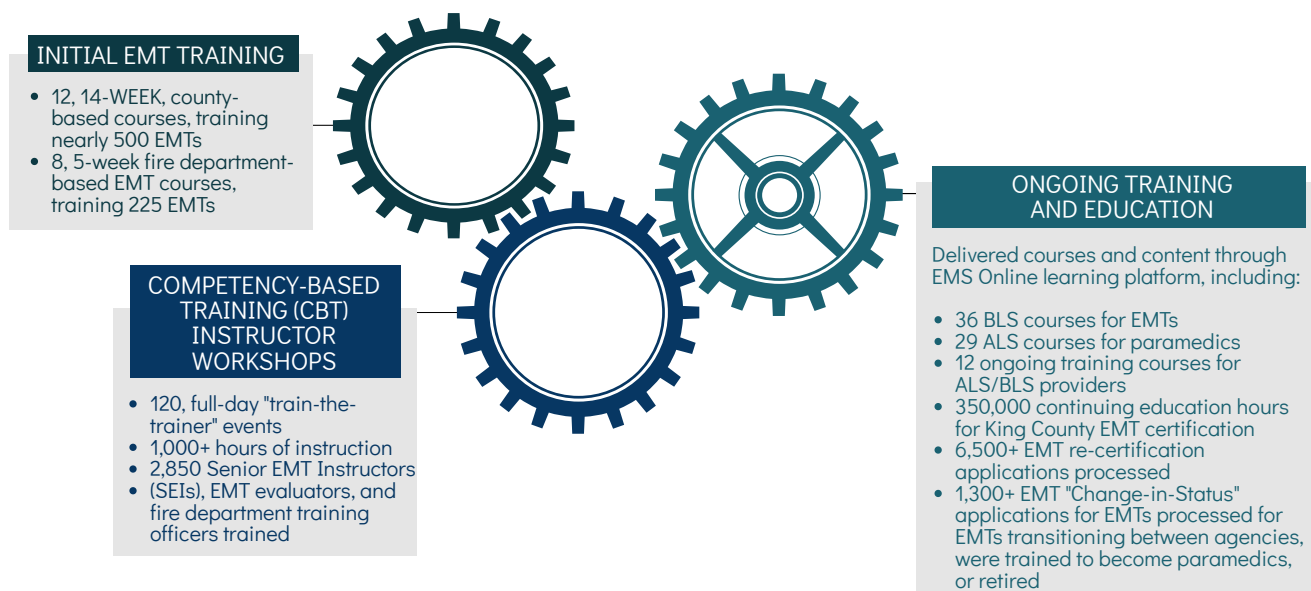 INITIAL EMT TRAINING
• 12, 14-WEEK, county-
based courses, training
nearly 500 EMTs
• 8, 5-week fire department-
based EMT courses,
training 225 EMTs
COMPETENCY-BASED
TRAINING (CBT)
INSTRUCTOR
WORKSHOPS
• 120, full-day "train-the-
trainer" events
• 1,000+ hours of instruction
• 2,850 Senior EMT Instructors
• (SEIs), EMT evaluators, and
fire department training
officers trained
ONGOING TRAINING
AND EDUCATION
Delivered courses and content through
EMS Online learning platform, including:
• 36 BLS courses for EMTs
• 29 ALS courses for paramedics
• 12 ongoing training courses for
ALS/BLS providers
• 350,000 continuing education hours
for King County EMT certification
• 6,500+ EMT re-certification
applications processed
• 1,300+ EMT "Change-in-Status"
applications for EMTs processed for
EMTs transitioning between agencies,
were trained to become paramedics,
or retired